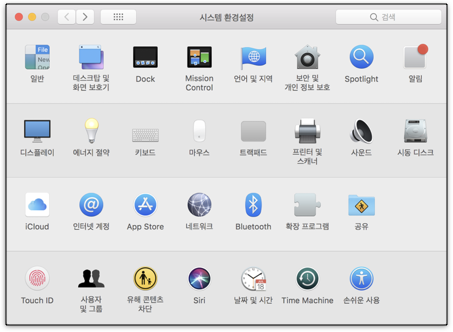 시스템 환경설정
검색
일반
데스크탑 및
화면 보호기
Dock
Mission
Control
언어 및 지역
보안 및
개인 정보 보호
Spotlight
알림
디스플레이
에너지 절약
키보드
마우스
트랙패드
프린터 및
스캐너
사운드
시동 디스크
iCloud
인터넷 계정
App Store
네트워크
Bluetooth
확장 프로그램
공유
Touch ID
사용자
및 그룹
유해 콘텐츠
차단
Siri
날짜 및 시간
Time Machine
손쉬운 사용